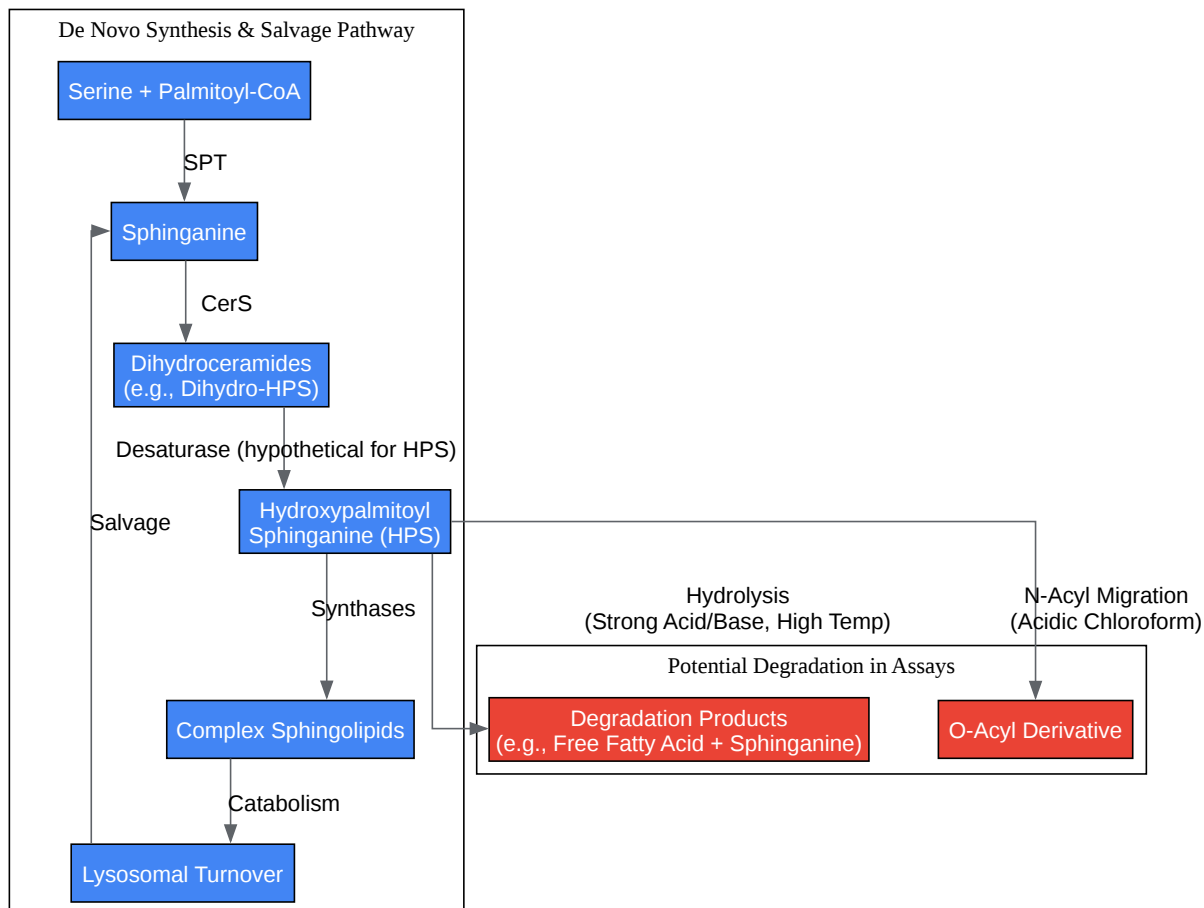 De Novo Synthesis & Salvage Pathway
Serine + Palmitoyl-CoA
SPT
Sphinganine
CerS
Dihydroceramides
(e.g., Dihydro-HPS)
Desaturase (hypothetical for HPS)
Salvage
Hydroxypalmitoyl
Sphinganine (HPS)
Synthases
Hydrolysis
(Strong Acid/Base, High Temp)
N-Acyl Migration
(Acidic Chloroform)
Potential Degradation in Assays
Complex Sphingolipids
Degradation Products
(e.g., Free Fatty Acid + Sphinganine)
O-Acyl Derivative
Catabolism
Lysosomal Turnover